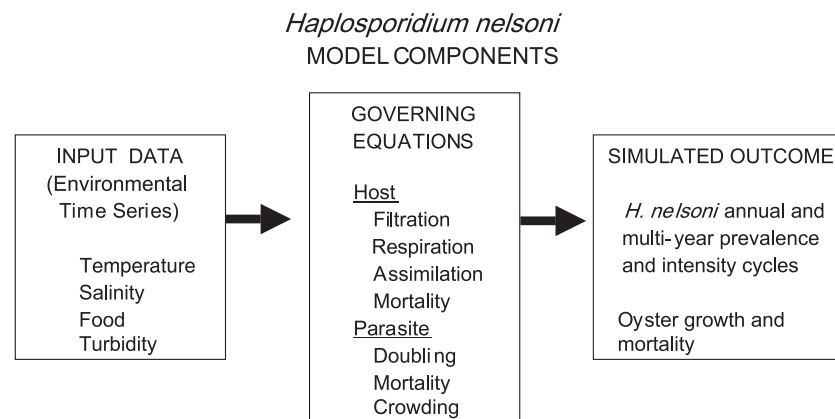 Haplosporidium nelsoni
MODEL COMPONENTS
INPUT DATA
(Environmental
Time Series)
Temperature
Salinity
Food
Turbidity
GOVERNING
EQUATIONS
Host
Filtration
Respiration
Assimilation
Mortality
Parasite
Doubling
Mortality
Crowding
SIMULATED OUTCOME
H. nelsoni annual and
multi-year prevalence
and intensity cycles
Oyster growth and
mortality